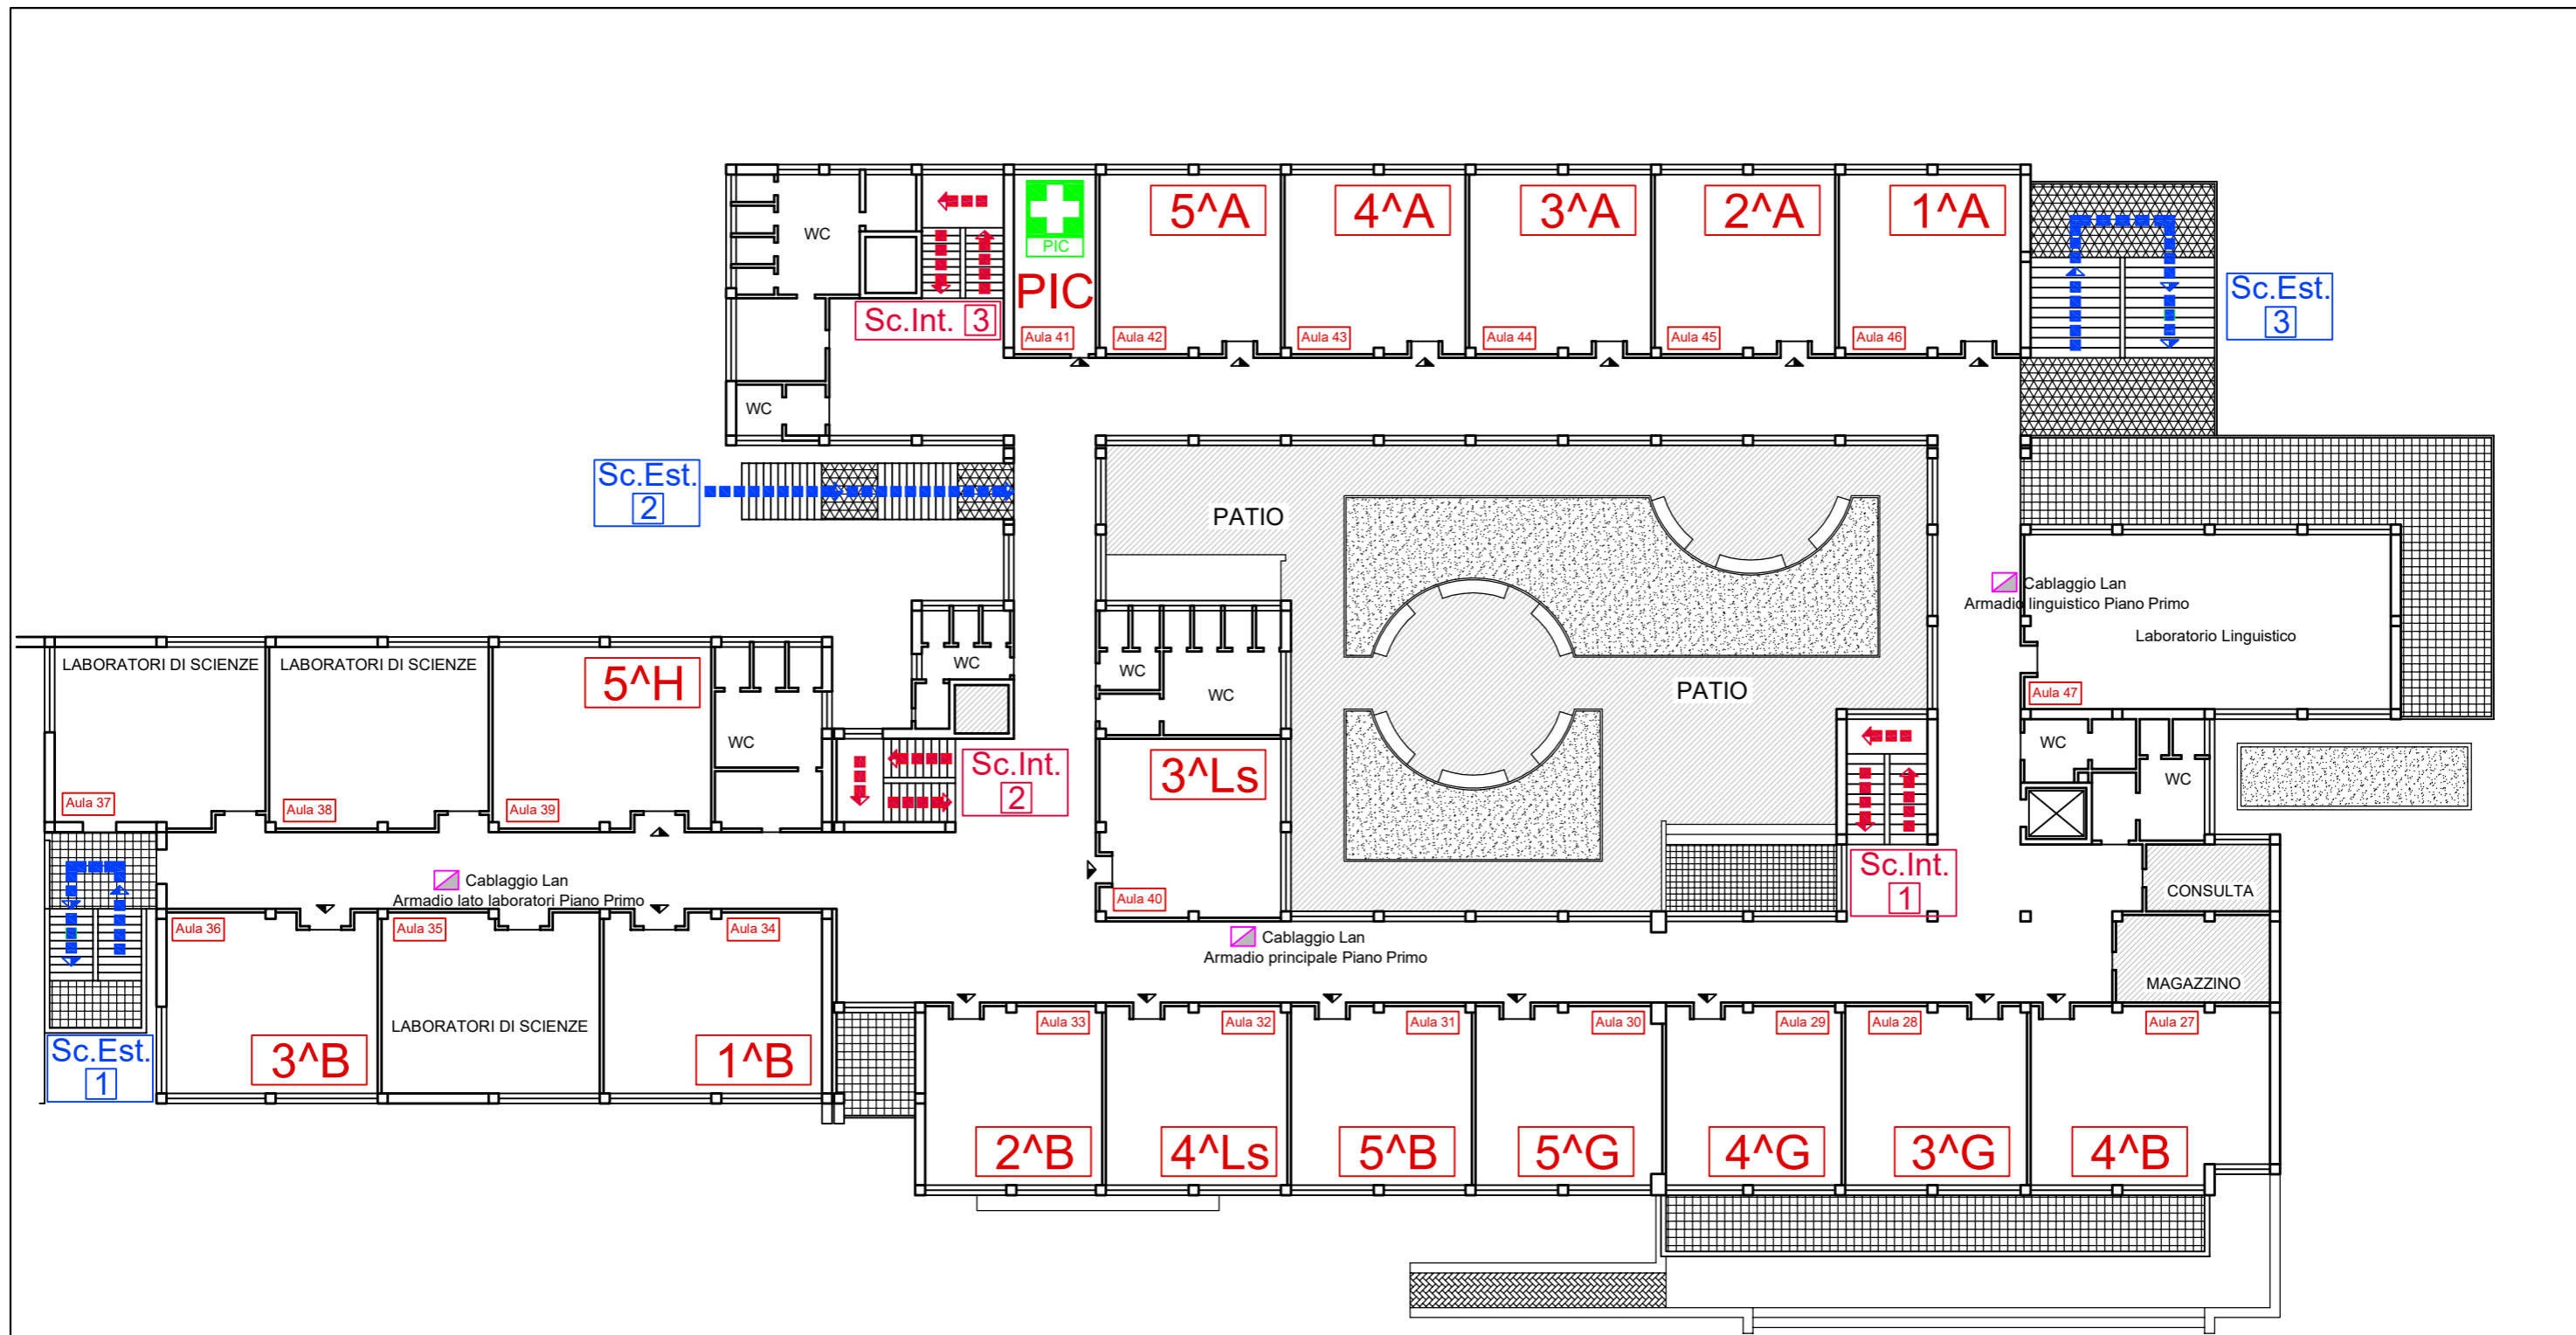 5^A
4^A
3^A
2^A
1^A
WC
PIC
PIC
Sc.Int. 3
Aula 41
Aula 42
Aula 43
Aula 44
Aula 45
Aula 46
Sc.Est.
3
WC
Sc.Est.
2
PATIO
Cablaggio Lan
Armadio linguistico Piano Primo
Laboratorio Linguistico
Aula 47
LABORATORI DI SCIENZE
LABORATORI DI SCIENZE
5^H
WC
WC
WC
PATIO
WC
Sc.Int.
2
3^Ls
WC
WC
Aula 37
Aula 38
Aula 39
Cablaggio Lan
Armadio lato laboratori Piano Primo
Aula 40
Sc.Int.
1
CONSULTA
Aula 36
Aula 35
Aula 34
Cablaggio Lan
Armadio principale Piano Primo
MAGAZZINO
LABORATORI DI SCIENZE
Aula 33
Aula 32
Aula 31
Aula 30
Aula 29
Aula 28
Aula 27
Sc.Est.
1
3^B
1^B
2^B
4^Ls
5^B
5^G
4^G
3^G
4^B